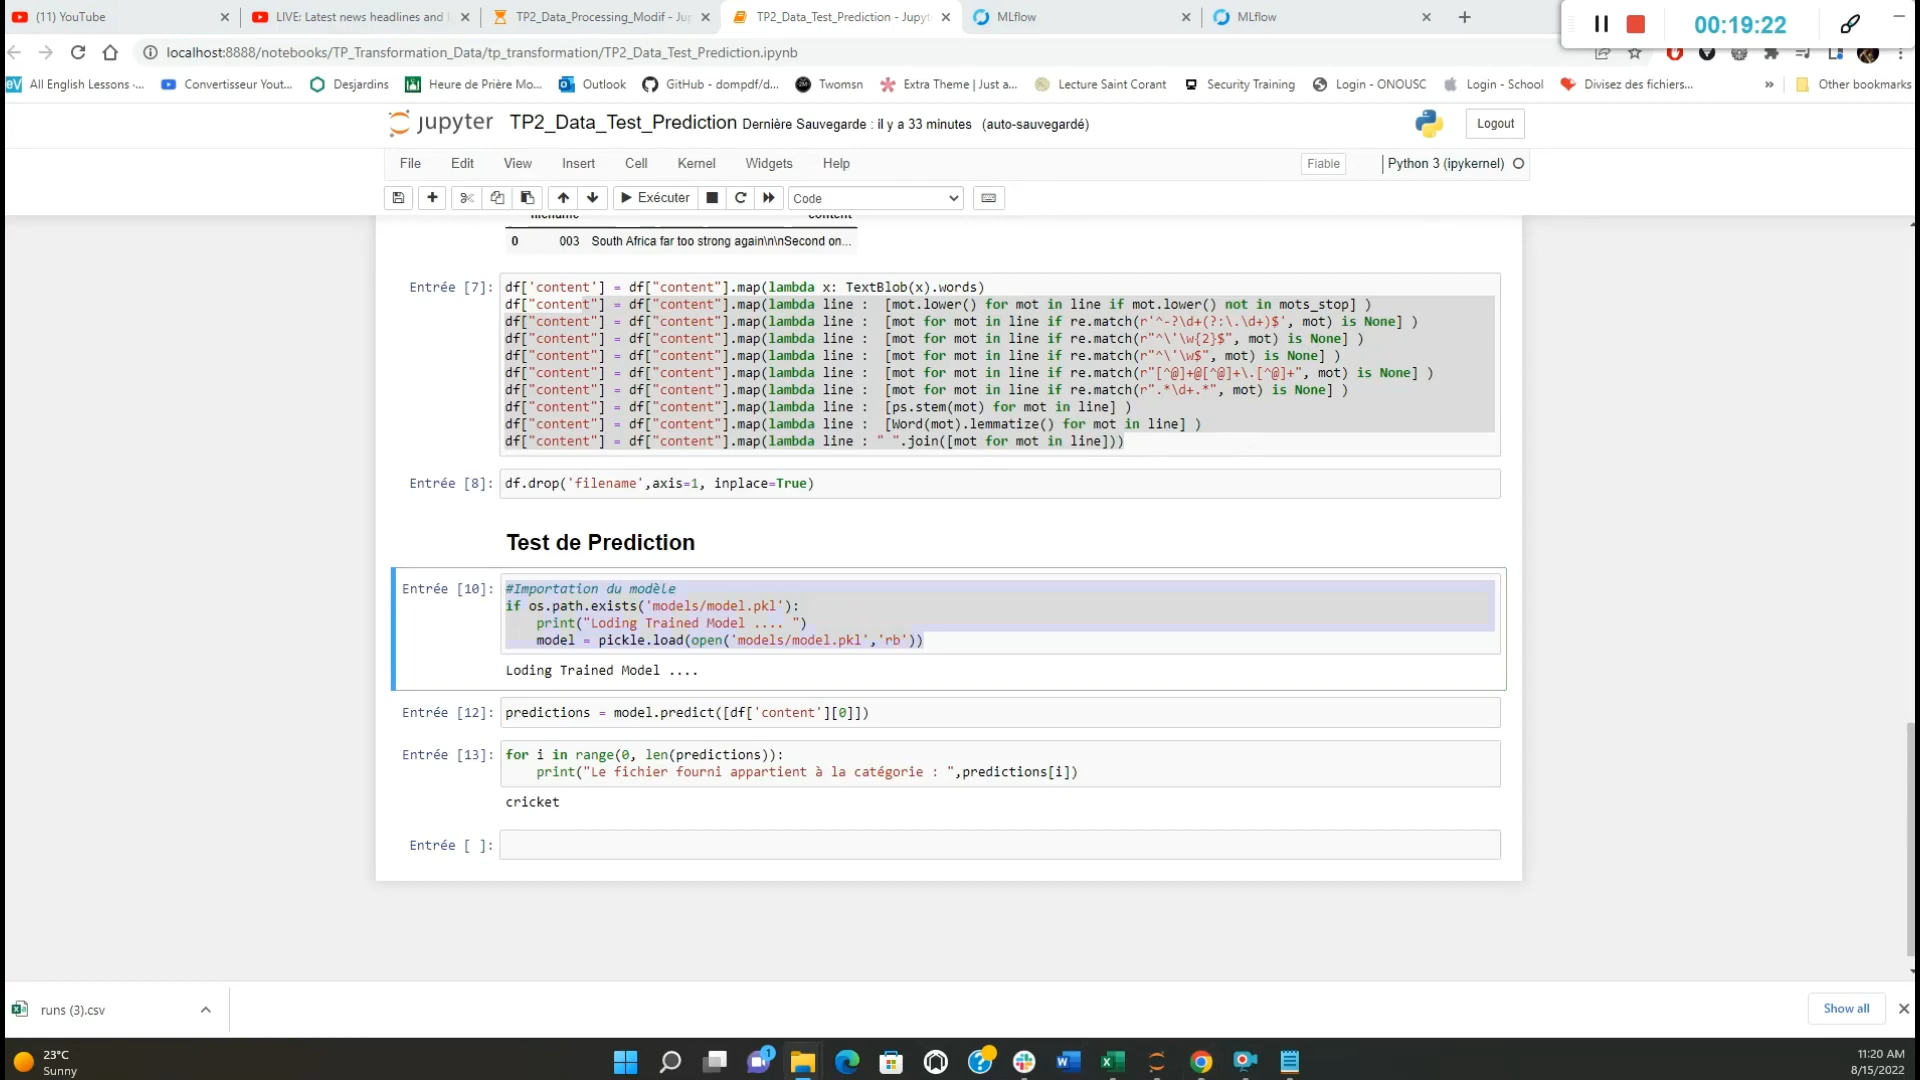 (11) YouTube
LIVE: Latest news headlines and
TP2_Data_Processing_Modif - Ju
TP2_Data_Test_Prediction - Jupyt
MLflow
MLflow
00:19:22
localhost:8888/notebooks/TP_Transformation_Data/tp_transformation/TP2_Data_Test_Prediction.ipynb
All English Lessons -...
Convertisseur Yout...
Desjardins
Heure de Prière Mo...
Outlook
GitHub - dompdf/d...
Twomsn
Extra Theme | Just a...
Lecture Saint Corant
Security Training
Login - ONOUSC
Login - School
Divisez des fichiers...
»
Other bookmarks
jupyter TP2_Data_Test_Prediction Dernière Sauvegarde : il y a 33 minutes (auto-sauvegardé)
Logout
File Edit View Insert Cell Kernel Widgets Help
Fiable
Python 3 (ipykernel)
Exécuter
Code
filename content
0 003 South Africa far too strong again\n\nSecond on...
Entrée [7]:
df['content'] = df["content"].map(lambda x: TextBlob(x).words)
df["content"] = df["content"].map(lambda line : [mot.lower() for mot in line if mot.lower() not in mots_stop] )
df["content"] = df["content"].map(lambda line : [mot for mot in line if re.match(r'^-?\d+(?:\.\d+)$', mot) is None] )
df["content"] = df["content"].map(lambda line : [mot for mot in line if re.match(r"^\'\w{2}$", mot) is None] )
df["content"] = df["content"].map(lambda line : [mot for mot in line if re.match(r"^\'\w$", mot) is None] )
df["content"] = df["content"].map(lambda line : [mot for mot in line if re.match(r"[^@]+@[^@]+\.[^@]+", mot) is None] )
df["content"] = df["content"].map(lambda line : [mot for mot in line if re.match(r".*\d+.*", mot) is None] )
df["content"] = df["content"].map(lambda line : [ps.stem(mot) for mot in line] )
df["content"] = df["content"].map(lambda line : [Word(mot).lemmatize() for mot in line] )
df["content"] = df["content"].map(lambda line : " ".join([mot for mot in line]))
Entrée [8]: df.drop('filename',axis=1, inplace=True)
Test de Prediction
Entrée [10]:
#Importation du modèle
if os.path.exists('models/model.pkl'):
    print("Loding Trained Model .... ")
    model = pickle.load(open('models/model.pkl','rb'))
Loding Trained Model ....
Entrée [12]: predictions = model.predict([df['content'][0]])
Entrée [13]:
for i in range(0, len(predictions)):
    print("Le fichier fourni appartient à la catégorie : ",predictions[i])
cricket
Entrée [ ]:
runs (3).csv
Show all
23°C
Sunny
1
11:20 AM
8/15/2022